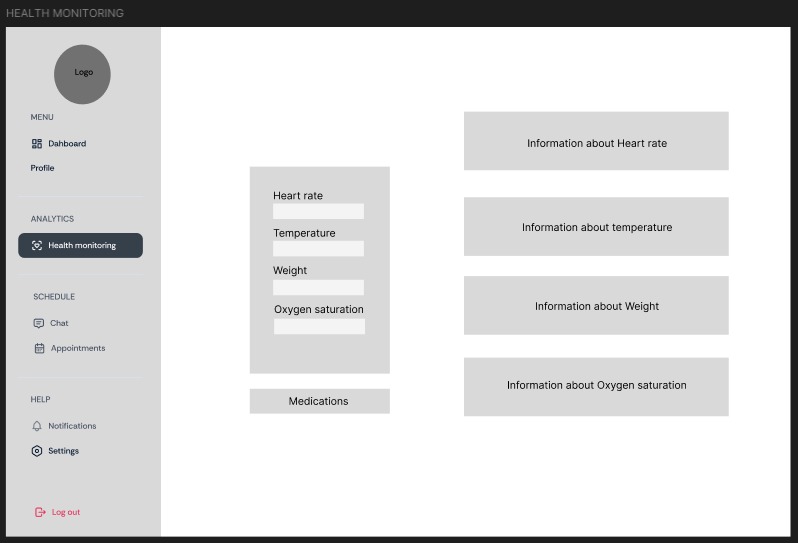 HEALTH MONITORING
Logo
MENU
Dahboard
Profile
ANALYTICS
Health monitoring
SCHEDULE
Chat
Appointments
HELP
Notifications
Settings
Log out
Heart rate
Temperature
Weight
Oxygen saturation
Medications
Information about Heart rate
Information about temperature
Information about Weight
Information about Oxygen saturation